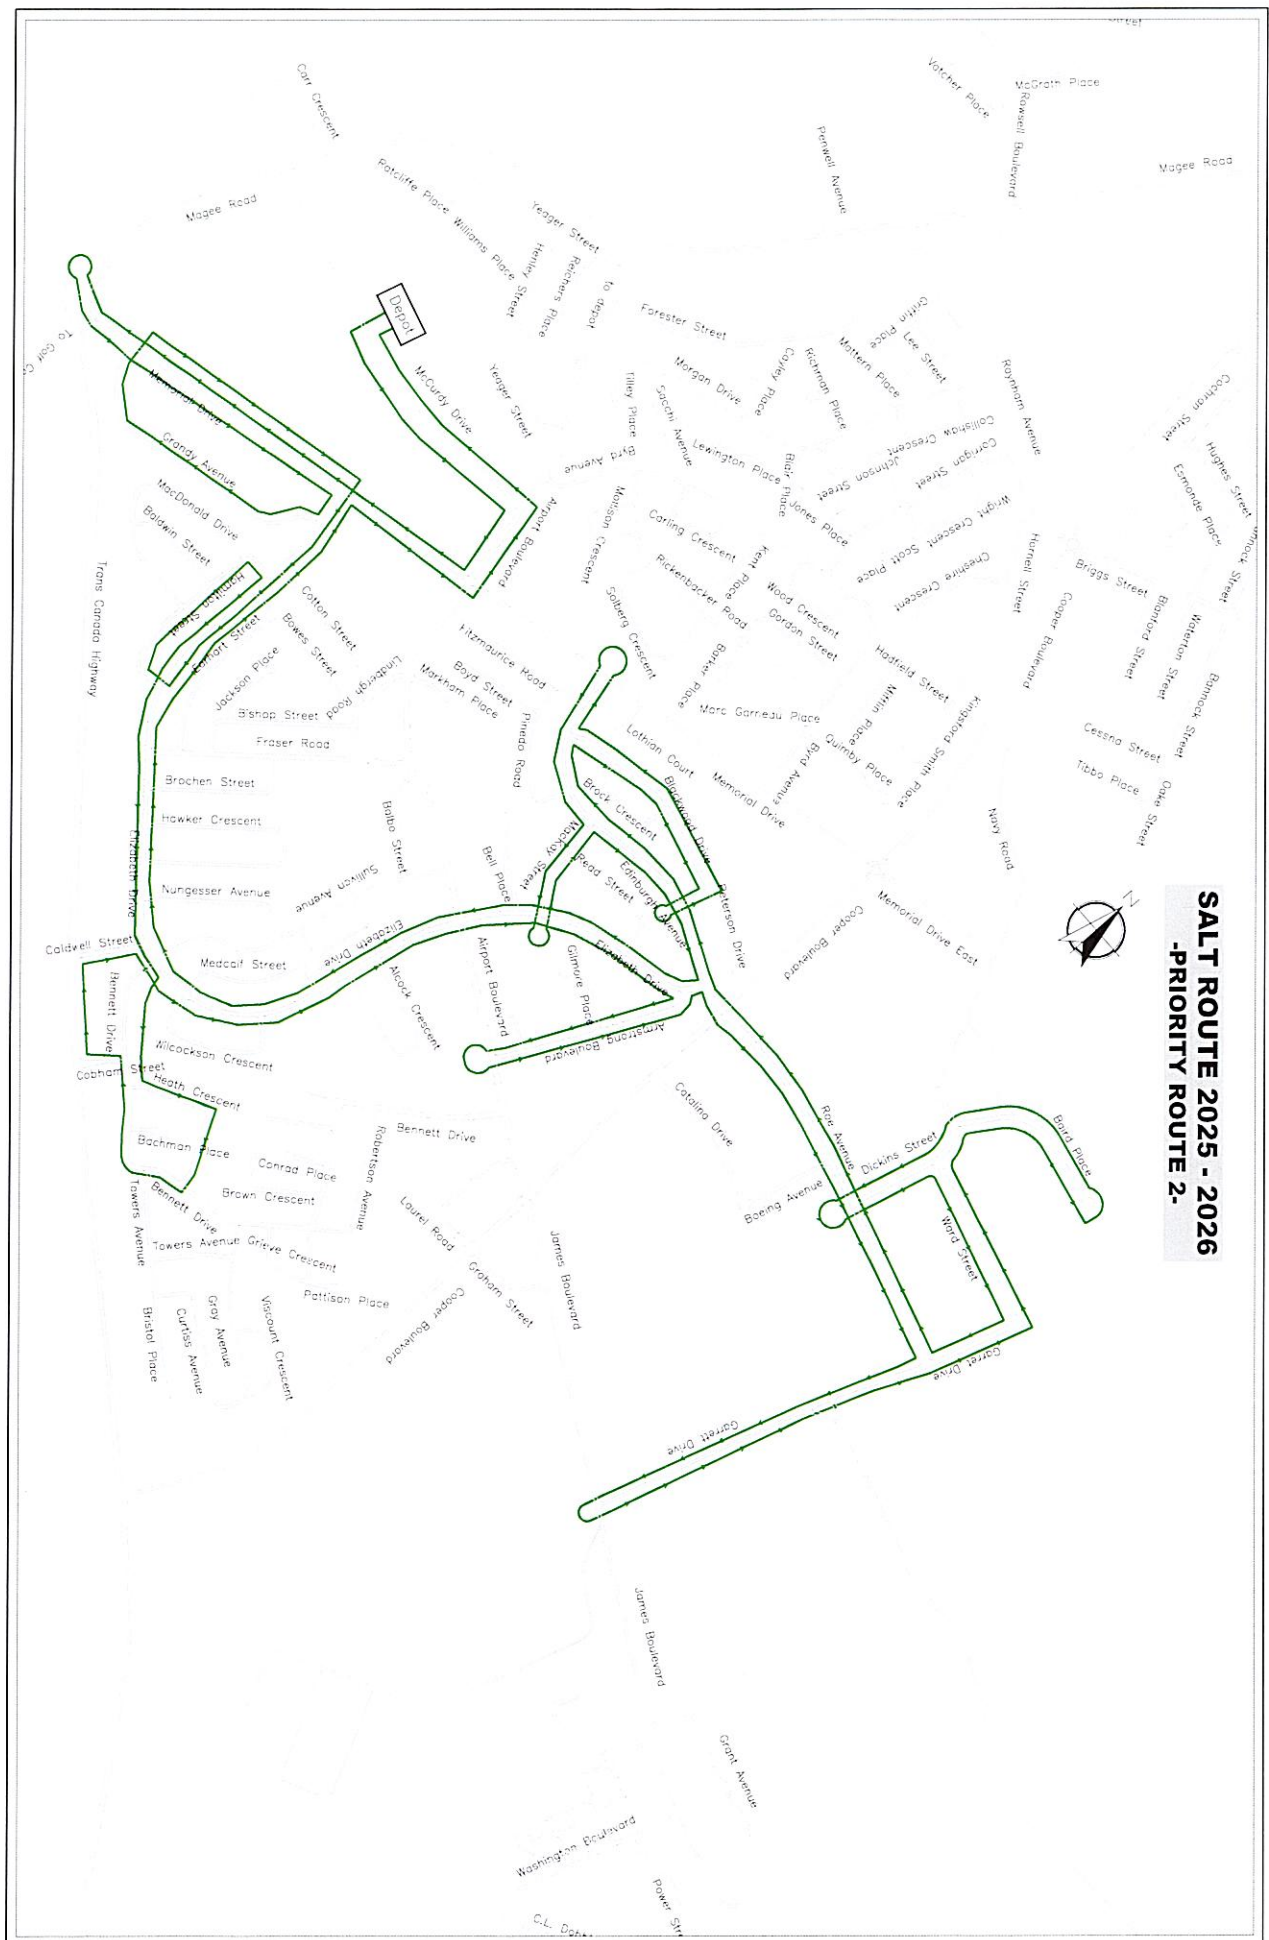 SALT ROUTE 2025 - 2026
-PRIORITY ROUTE 2-
N
Vatcher Place
McGrath Place
Rowsell Boulevard
Magee Road
Carr Crescent
Penwell Avenue
Ratcliffe Place
Williams Place
Magee Road
Yeager Street
Henley Street
Reichers Place
to depot
Depot
Forester Street
Griffin Place
Lee Street
Mattern Place
Richman Place
Cayley Place
Morgan Drive
Raynham Avenue
Cochran Street
McCurdy Drive
Yeager Street
Tilley Place
Sacchi Avenue
Byrd Avenue
Lewington Place
Blair Place
Jones Place
Johnson Street
Collishaw Crescent
Corrigan Street
Hughes Street
Esmonde Place
Memorial Drive
Grandy Avenue
MacDonald Drive
Baldwin Street
Airport Boulevard
Mollison Crescent
Carling Crescent
Kent Place
Rickenbacker Road
Wood Crescent
Gordon Street
Scott Place
Wright Crescent
Cheshire Crescent
Harnell Street
Cooper Boulevard
Briggs Street
Blanford Street
Waterton Street
Bannock Street
Trans Canada Highway
Hamilton Street
Earhart Street
Cotton Street
Bowes Street
Jackson Place
Bishop Street
Lindbergh Road
Fraser Road
Fitzmaurice Road
Boyd Street
Markham Place
Pinedo Road
Solberg Crescent
Barker Place
Marc Garneau Place
Hadfield Street
Mifflin Place
Quimby Place
Kingsford Smith Place
Byrd Avenue
Cessna Street
Tibbo Place
Oake Street
Lothian Court
Memorial Drive
Blackwood Drive
Brock Crescent
Brochen Street
Hawker Crescent
Balbo Street
Navy Road
Elizabeth Drive
Nungesser Avenue
Sullivan Avenue
Bell Place
MacKay Street
Read Street
Edinburgh Avenue
Peterson Drive
Cooper Boulevard
Memorial Drive East
Caldwell Street
Medcalf Street
Elizabeth Drive
Alcock Crescent
Airport Boulevard
Gilmore Place
Elizabeth Drive
Armstrong Boulevard
Bennett Drive
Cobham Street
Wilcockson Crescent
Heath Crescent
Catalina Drive
Roe Avenue
Dickins Street
Baird Place
Bachman Place
Conrad Place
Robertson Avenue
Bennett Drive
Brown Crescent
Boeing Avenue
Ward Street
Towers Avenue
Bennett Drive
Towers Avenue
Grieve Crescent
Laurel Road
Graham Street
James Boulevard
Pattison Place
Cooper Boulevard
Bristol Place
Curtiss Avenue
Gray Avenue
Viscount Crescent
Garret Drive
Garrett Drive
James Boulevard
Grant Avenue
Washington Boulevard